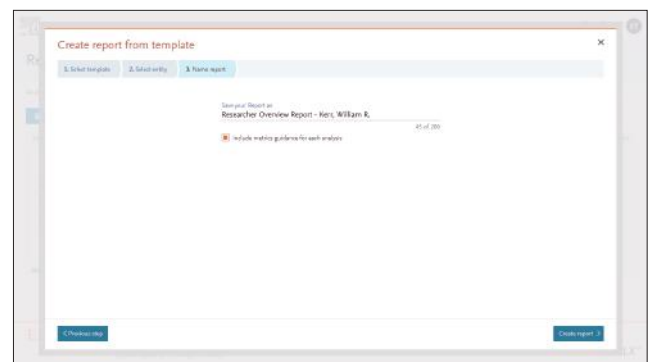 Create report from template
×
1. Select template 2. Select entity 3. Name report
Save your Report as
Researcher Overview Report - Kerr, William R.
45 of 200
Include metrics guidance for each analysis
< Previous step
Create report >